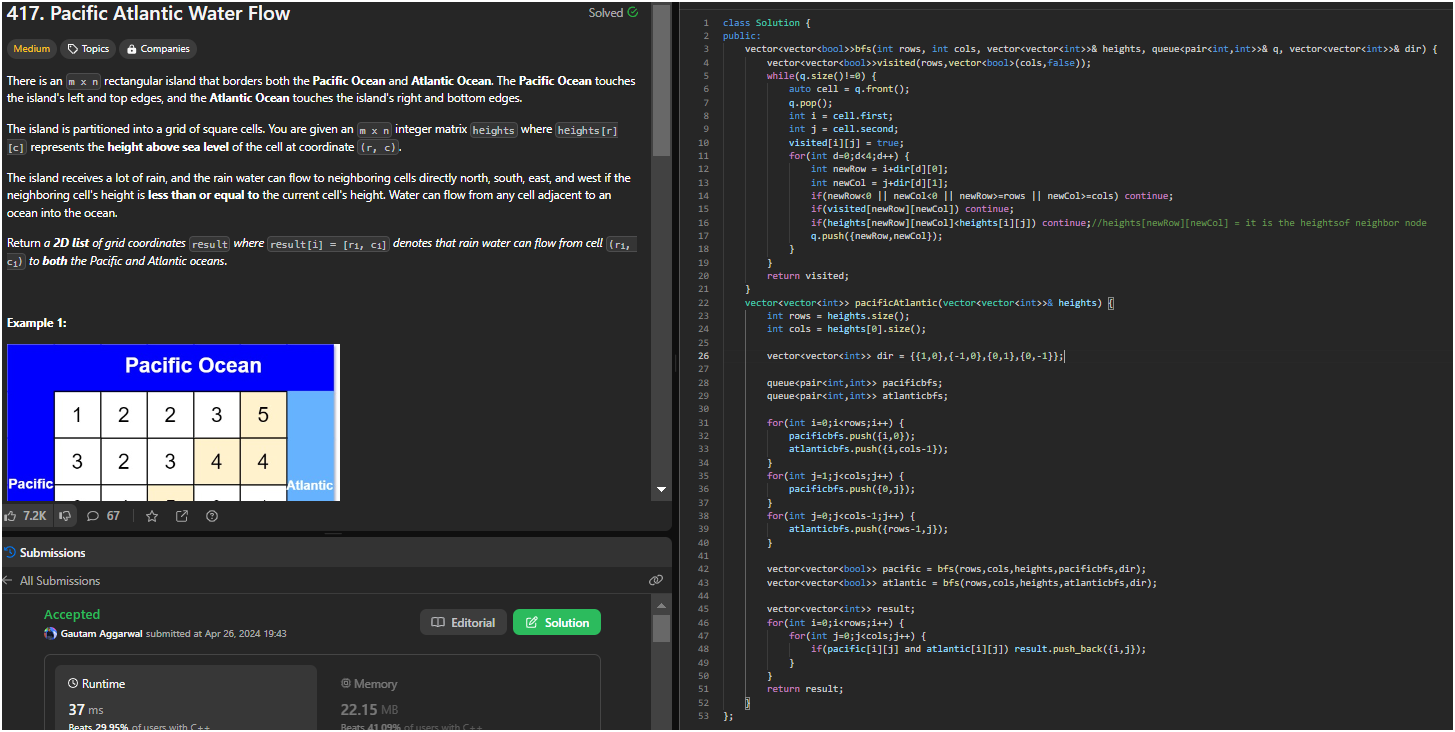 417. Pacific Atlantic Water Flow
Solved
Medium Topics Companies
There is an m x n rectangular island that borders both the Pacific Ocean and Atlantic Ocean. The Pacific Ocean touches
the island's left and top edges, and the Atlantic Ocean touches the island's right and bottom edges.
The island is partitioned into a grid of square cells. You are given an m x n integer matrix heights where heights[r]
[c] represents the height above sea level of the cell at coordinate (r, c).
The island receives a lot of rain, and the rain water can flow to neighboring cells directly north, south, east, and west if the
neighboring cell's height is less than or equal to the current cell's height. Water can flow from any cell adjacent to an
ocean into the ocean.
Return a 2D list of grid coordinates result where result[i] = [ri, ci] denotes that rain water can flow from cell (ri,
ci) to both the Pacific and Atlantic oceans.
Example 1:
Pacific Ocean
1 2 2 3 5
3 2 3 4 4
Pacific
Atlantic
7.2K 67
Submissions
All Submissions
Accepted
Gautam Aggarwal submitted at Apr 26, 2024 19:43
Editorial
Solution
Runtime
37 ms
Beats 29.95% of users with C++
Memory
22.15 MB
Beats 41.09% of users with C++
1 class Solution {
2 public:
3 vector<vector<bool>>bfs(int rows, int cols, vector<vector<int>>& heights, queue<pair<int,int>>& q, vector<vector<int>>& dir) {
4 vector<vector<bool>>visited(rows,vector<bool>(cols,false));
5 while(q.size()!=0) {
6 auto cell = q.front();
7 q.pop();
8 int i = cell.first;
9 int j = cell.second;
10 visited[i][j] = true;
11 for(int d=0;d<4;d++) {
12 int newRow = i+dir[d][0];
13 int newCol = j+dir[d][1];
14 if(newRow<0 || newCol<0 || newRow>=rows || newCol>=cols) continue;
15 if(visited[newRow][newCol]) continue;
16 if(heights[newRow][newCol]<heights[i][j]) continue;//heights[newRow][newCol] = it is the heightsof neighbor node
17 q.push({newRow,newCol});
18 }
19 }
20 return visited;
21 }
22 vector<vector<int>> pacificAtlantic(vector<vector<int>>& heights) {
23 int rows = heights.size();
24 int cols = heights[0].size();
25
26 vector<vector<int>> dir = {{1,0},{-1,0},{0,1},{0,-1}};
27
28 queue<pair<int,int>> pacificbfs;
29 queue<pair<int,int>> atlanticbfs;
30
31 for(int i=0;i<rows;i++) {
32 pacificbfs.push({i,0});
33 atlanticbfs.push({i,cols-1});
34 }
35 for(int j=1;j<cols;j++) {
36 pacificbfs.push({0,j});
37 }
38 for(int j=0;j<cols-1;j++) {
39 atlanticbfs.push({rows-1,j});
40 }
41
42 vector<vector<bool>> pacific = bfs(rows,cols,heights,pacificbfs,dir);
43 vector<vector<bool>> atlantic = bfs(rows,cols,heights,atlanticbfs,dir);
44
45 vector<vector<int>> result;
46 for(int i=0;i<rows;i++) {
47 for(int j=0;j<cols;j++) {
48 if(pacific[i][j] and atlantic[i][j]) result.push_back({i,j});
49 }
50 }
51 return result;
52 }
53 };